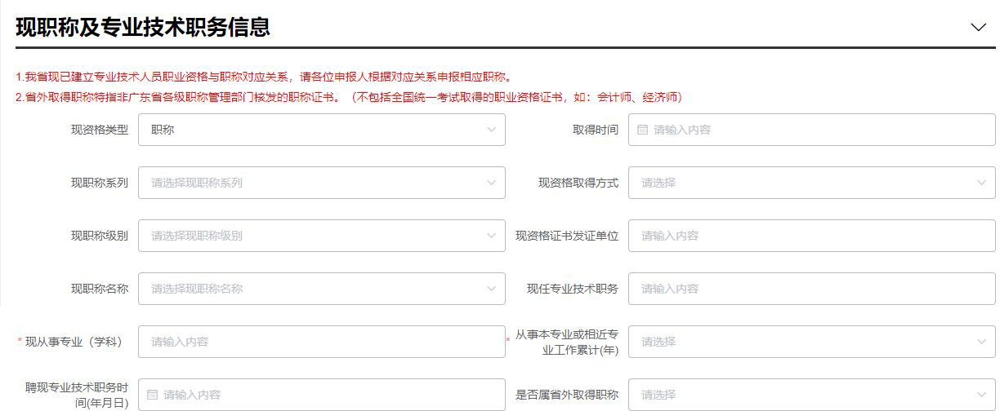 现职称及专业技术职务信息
1.我省现已建立专业技术人员职业资格与职称对应关系，请各位申报人根据对应关系申报相应职称。
2.省外取得职称特指非广东省各级职称管理部门核发的职称证书。（不包括全国统一考试取得的职业资格证书，如：会计师、经济师）
现资格类型 职称 取得时间 请输入内容
现职称系列 请选择现职称系列 现资格取得方式 请选择
现职称级别 请选择现职称级别 现资格证书发证单位 请输入内容
现职称名称 请选择现职称名称 现任专业技术职务 请输入内容
* 现从事专业（学科） 请输入内容
* 从事本专业或相近专
业工作累计(年) 请选择
聘现专业技术职务时
间(年月日) 请输入内容
是否属省外取得职称 请选择